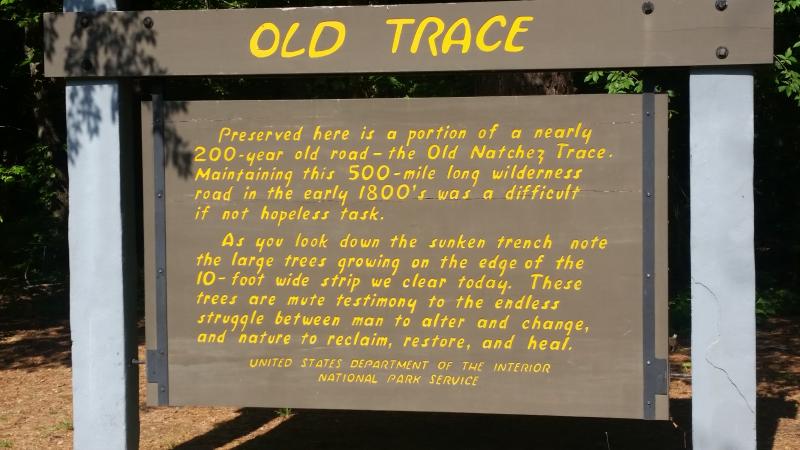 OLD TRACE
Preserved here is a portion of a nearly
200-year old road – the Old Natchez Trace.
Maintaining this 500-mile long wilderness
road in the early 1800's was a difficult
if not hopeless task.
As you look down the sunken trench note
the large trees growing on the edge of the
10-foot wide strip we clear today. These
trees are mute testimony to the endless
struggle between man to alter and change,
and nature to reclaim, restore, and heal.
UNITED STATES DEPARTMENT OF THE INTERIOR
NATIONAL PARK SERVICE